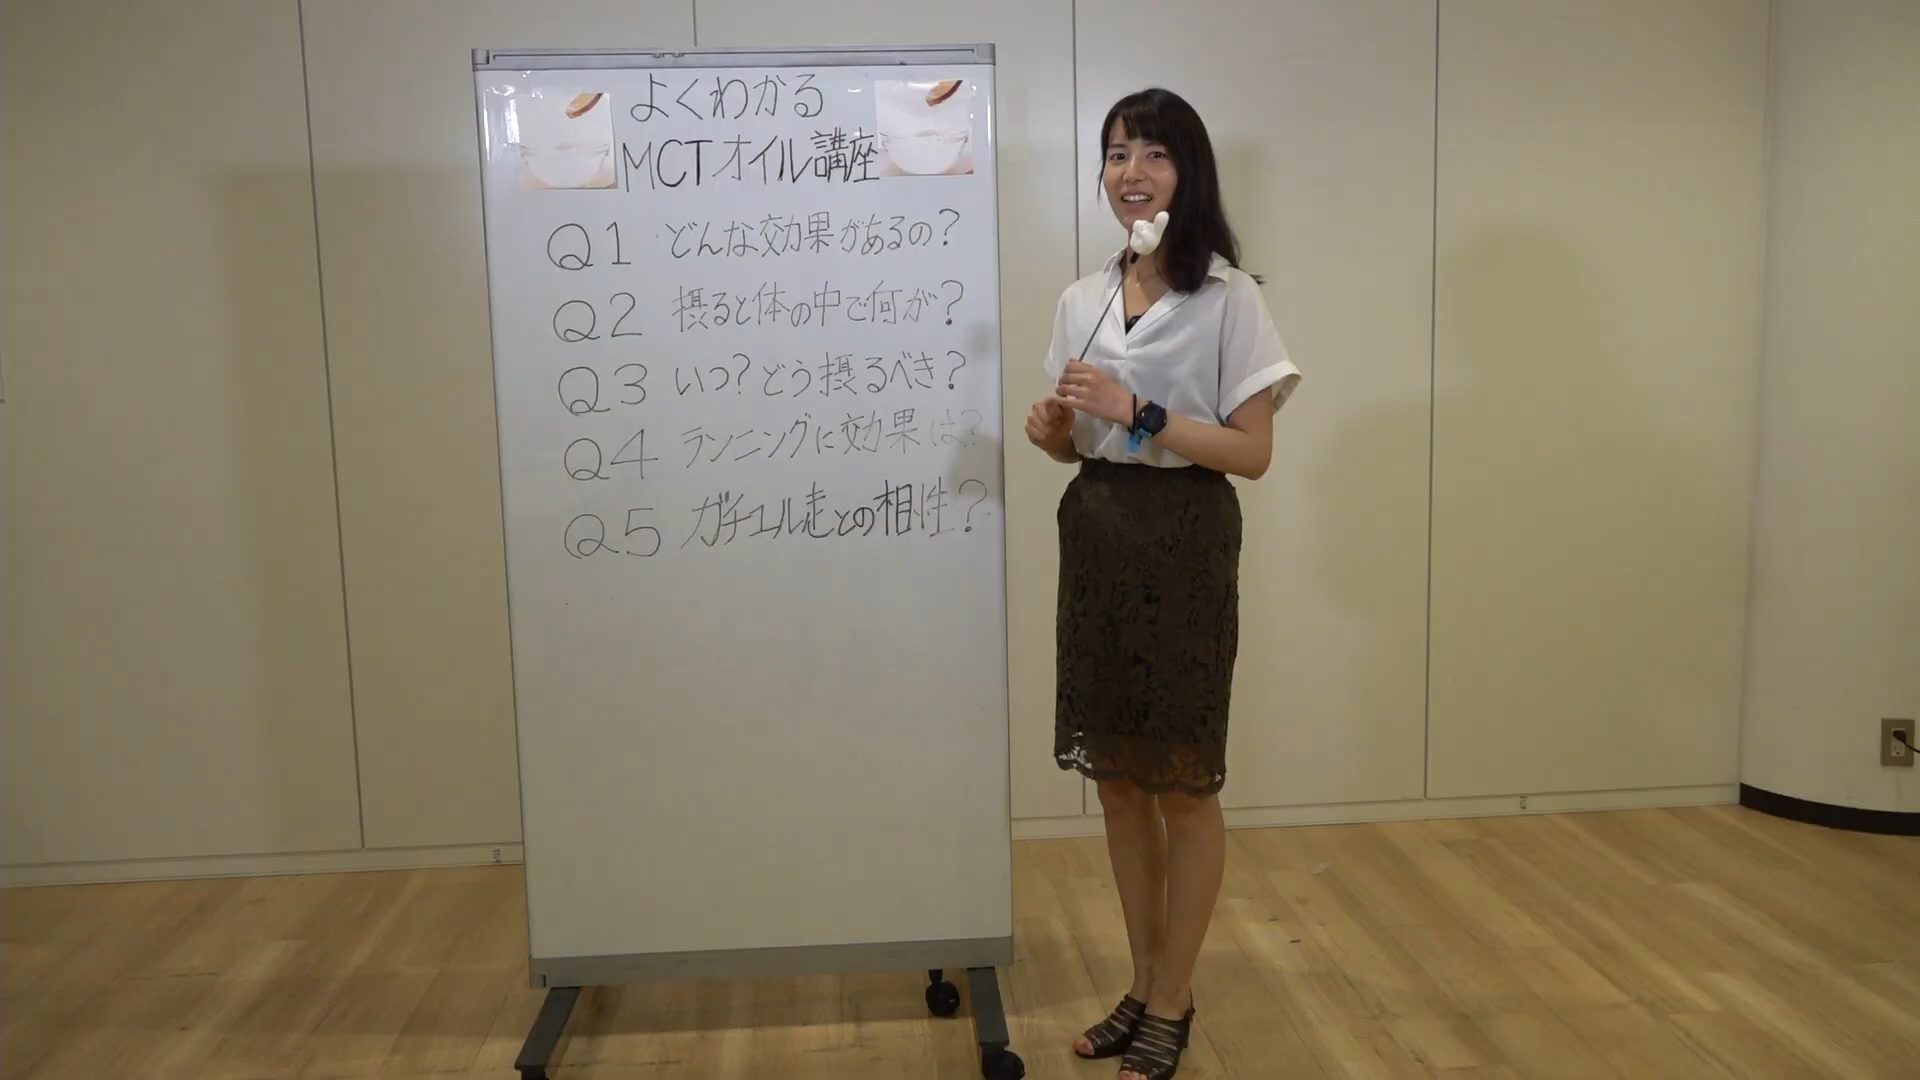 よくわかる
MCTオイル講座
Q1 どんな効果があるの?
Q2 摂ると体の中で何が?
Q3 いつ?どう摂るべき?
Q4 ランニングに効果は?
Q5 ガチユル走との相性?